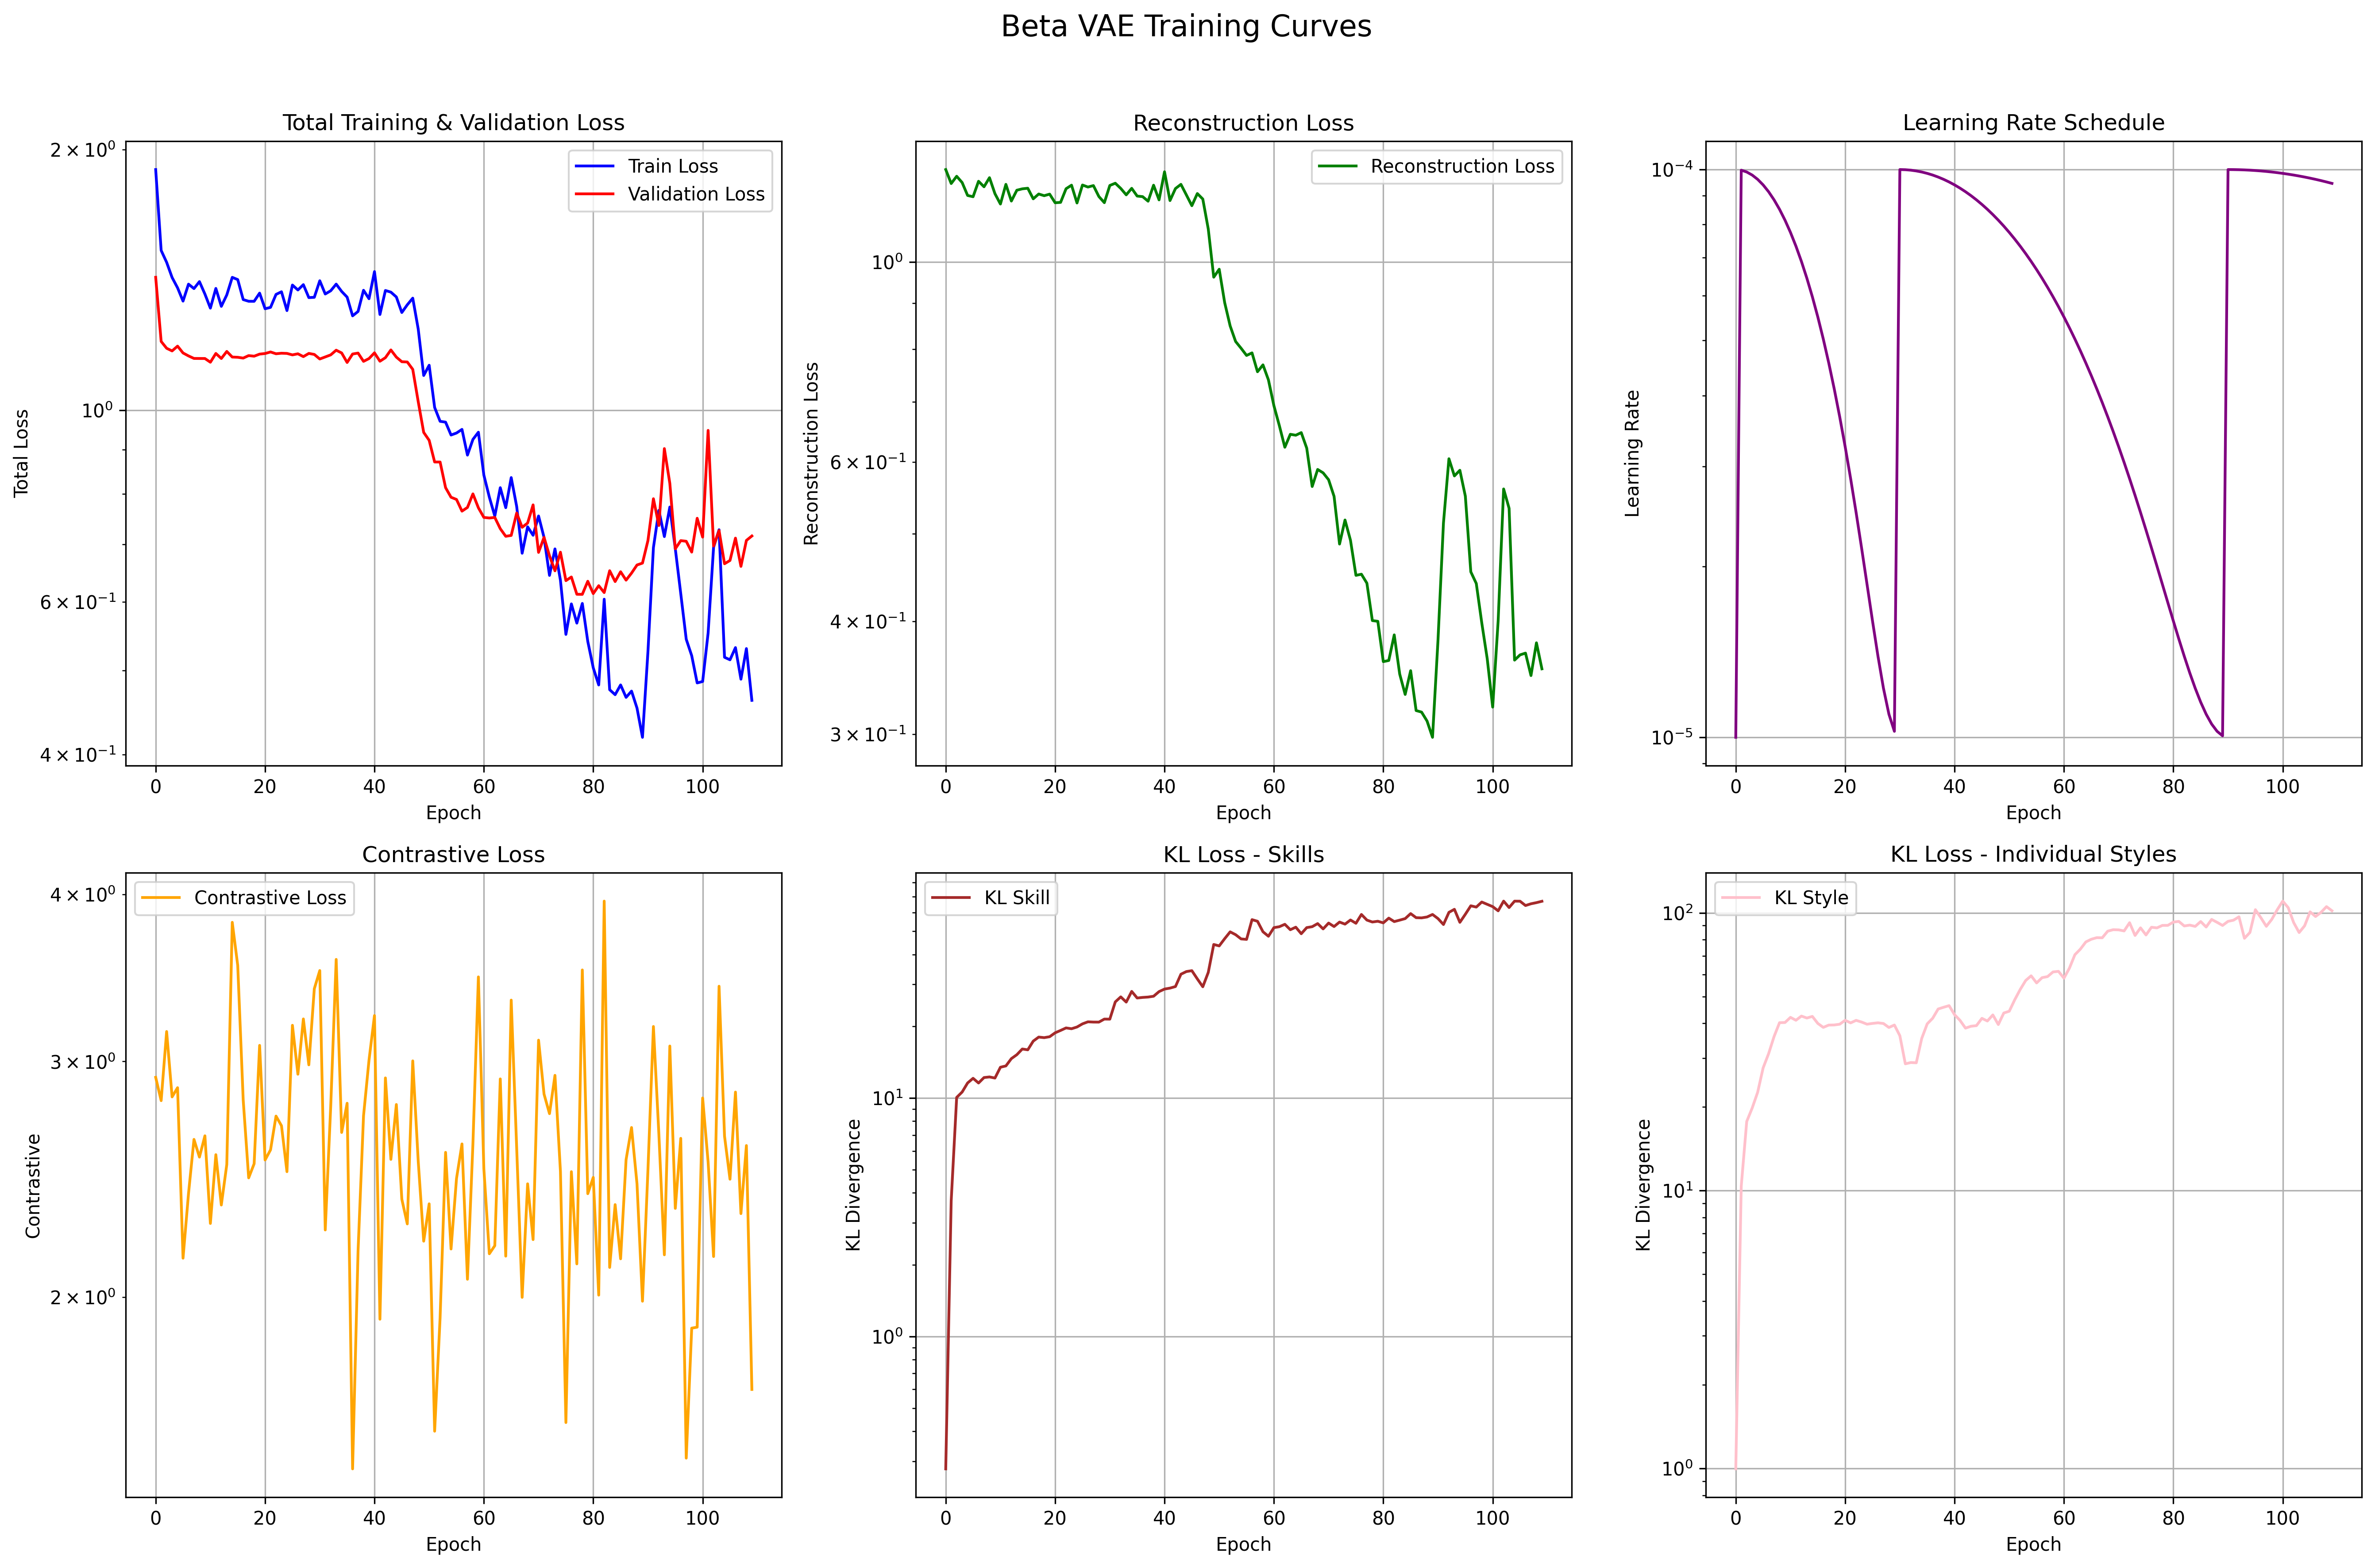 Beta VAE Training Curves
Total Training & Validation Loss
Total Loss
2 × 10⁰
10⁰
6 × 10⁻¹
4 × 10⁻¹
Train Loss
Validation Loss
0 20 40 60 80 100
Epoch
Reconstruction Loss
Reconstruction Loss
10⁰
6 × 10⁻¹
4 × 10⁻¹
3 × 10⁻¹
Reconstruction Loss
0 20 40 60 80 100
Epoch
Learning Rate Schedule
Learning Rate
10⁻⁴
10⁻⁵
0 20 40 60 80 100
Epoch
Contrastive Loss
Contrastive
4 × 10⁰
3 × 10⁰
2 × 10⁰
Contrastive Loss
0 20 40 60 80 100
Epoch
KL Loss - Skills
KL Divergence
10¹
10⁰
KL Skill
0 20 40 60 80 100
Epoch
KL Loss - Individual Styles
KL Divergence
10²
10¹
10⁰
KL Style
0 20 40 60 80 100
Epoch